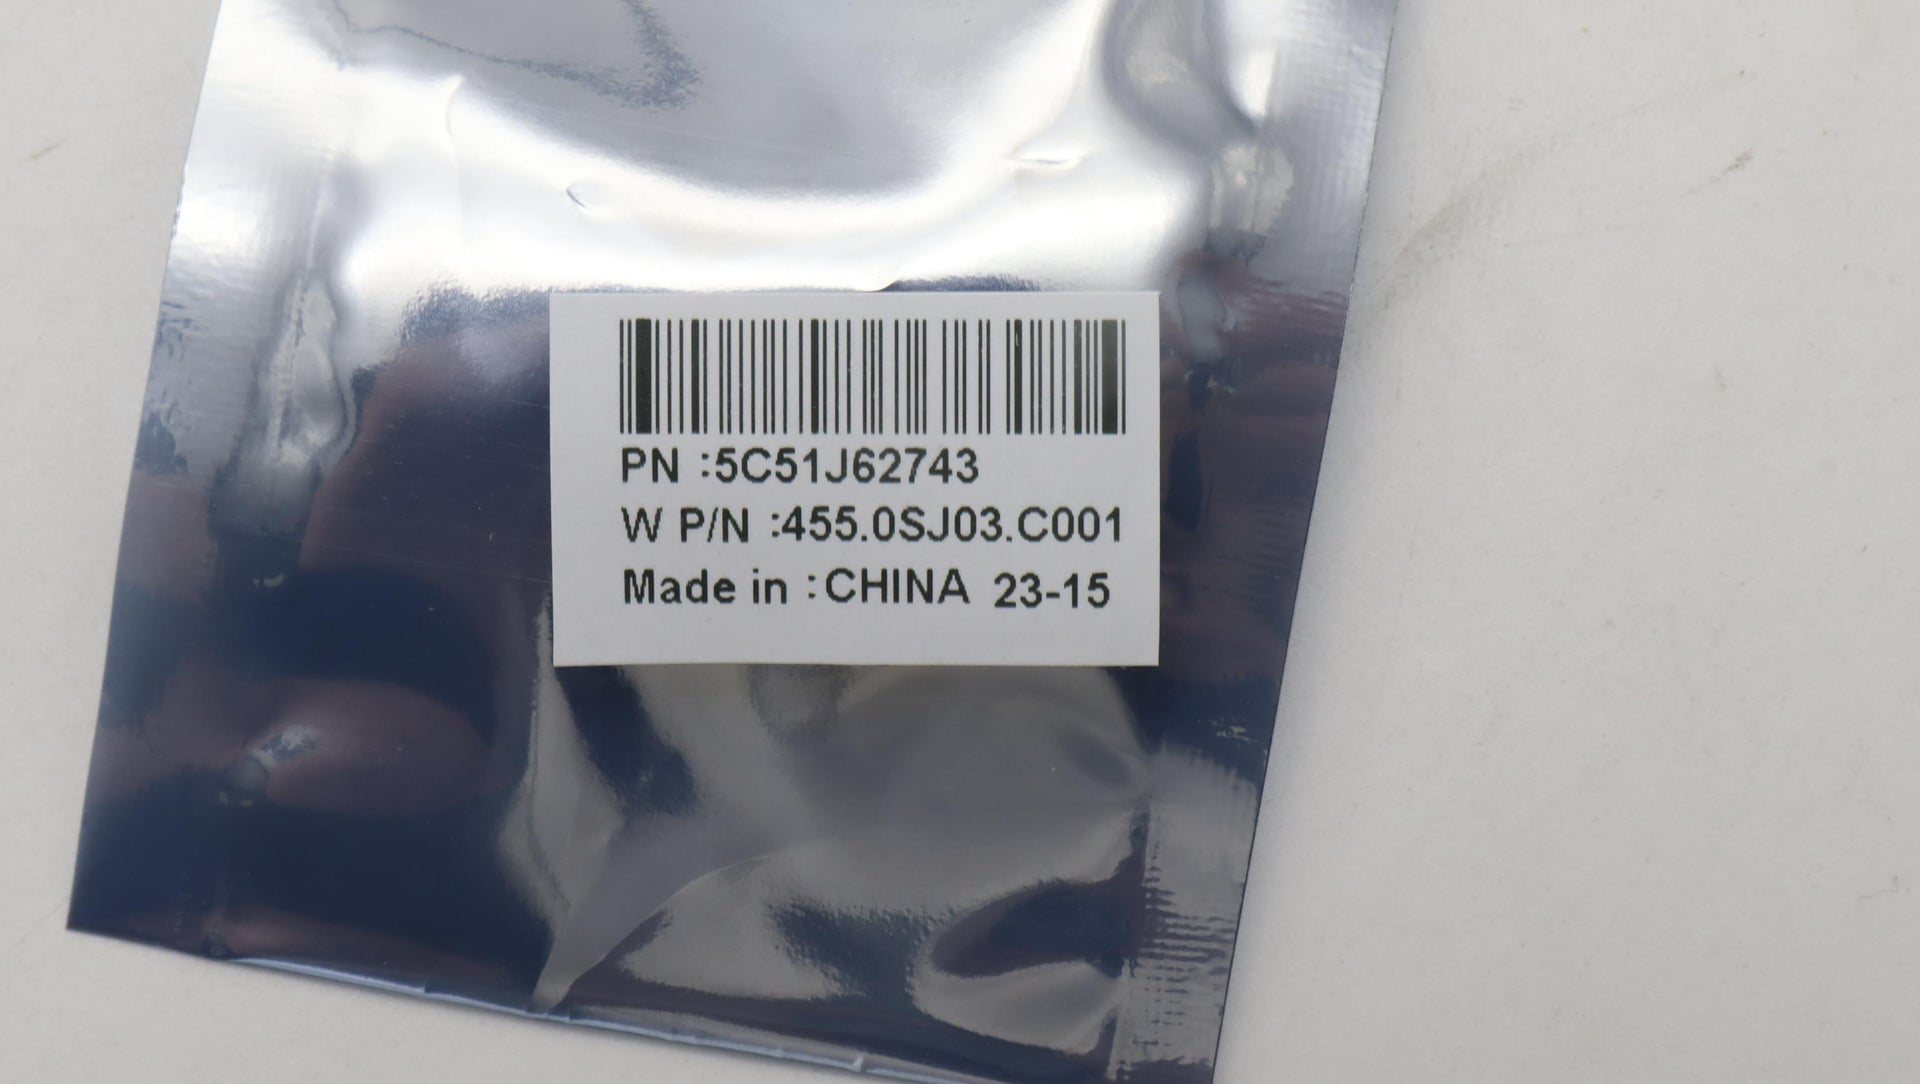 PN :5C51J62743
W P/N :455.0SJ03.C001
Made in :CHINA 23-15